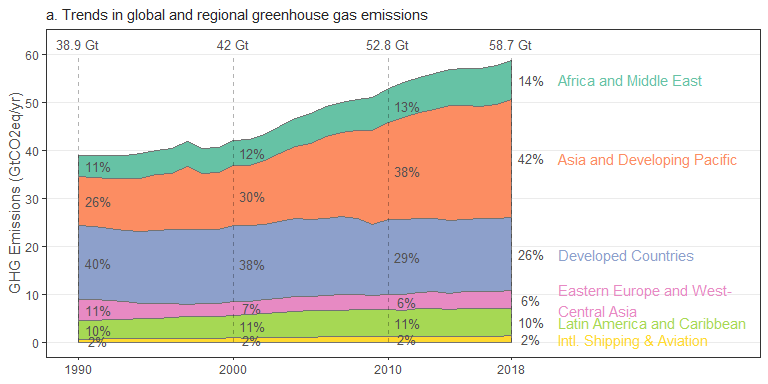 a. Trends in global and regional greenhouse gas emissions
38.9 Gt 42 Gt 52.8 Gt 58.7 Gt
GHG Emissions (GtCO2eq/yr)
60
50
40
30
20
10
0
11% 12% 13% 14% Africa and Middle East
26% 30% 38% 42% Asia and Developing Pacific
40% 38% 29% 26% Developed Countries
11% 7% 6% 6% Eastern Europe and West-
Central Asia
10% 11% 11% 10% Latin America and Caribbean
2% 2% 2% 2% Intl. Shipping & Aviation
1990 2000 2010 2018